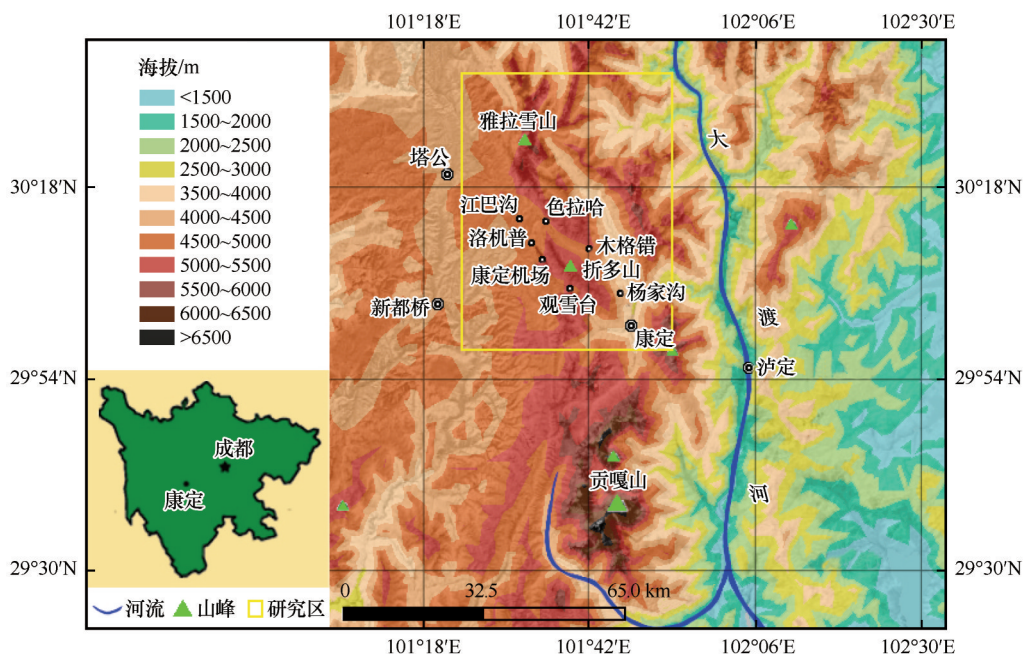 101°18′E 101°42′E 102°06′E 102°30′E
海拔/m
<1500
1500~2000
2000~2500
2500~3000
3500~4000
4000~4500
4500~5000
5000~5500
5500~6000
6000~6500
>6500
雅拉雪山
大
塔公
30°18′N 30°18′N
江巴沟 色拉哈
洛机普 木格错
康定机场 折多山
观雪台 杨家沟
新都桥
渡
康定
泸定
29°54′N 29°54′N
成都
康定
贡嘎山
河
29°30′N 29°30′N
0 32.5 65.0 km
河流 山峰 研究区
101°18′E 101°42′E 102°06′E 102°30′E